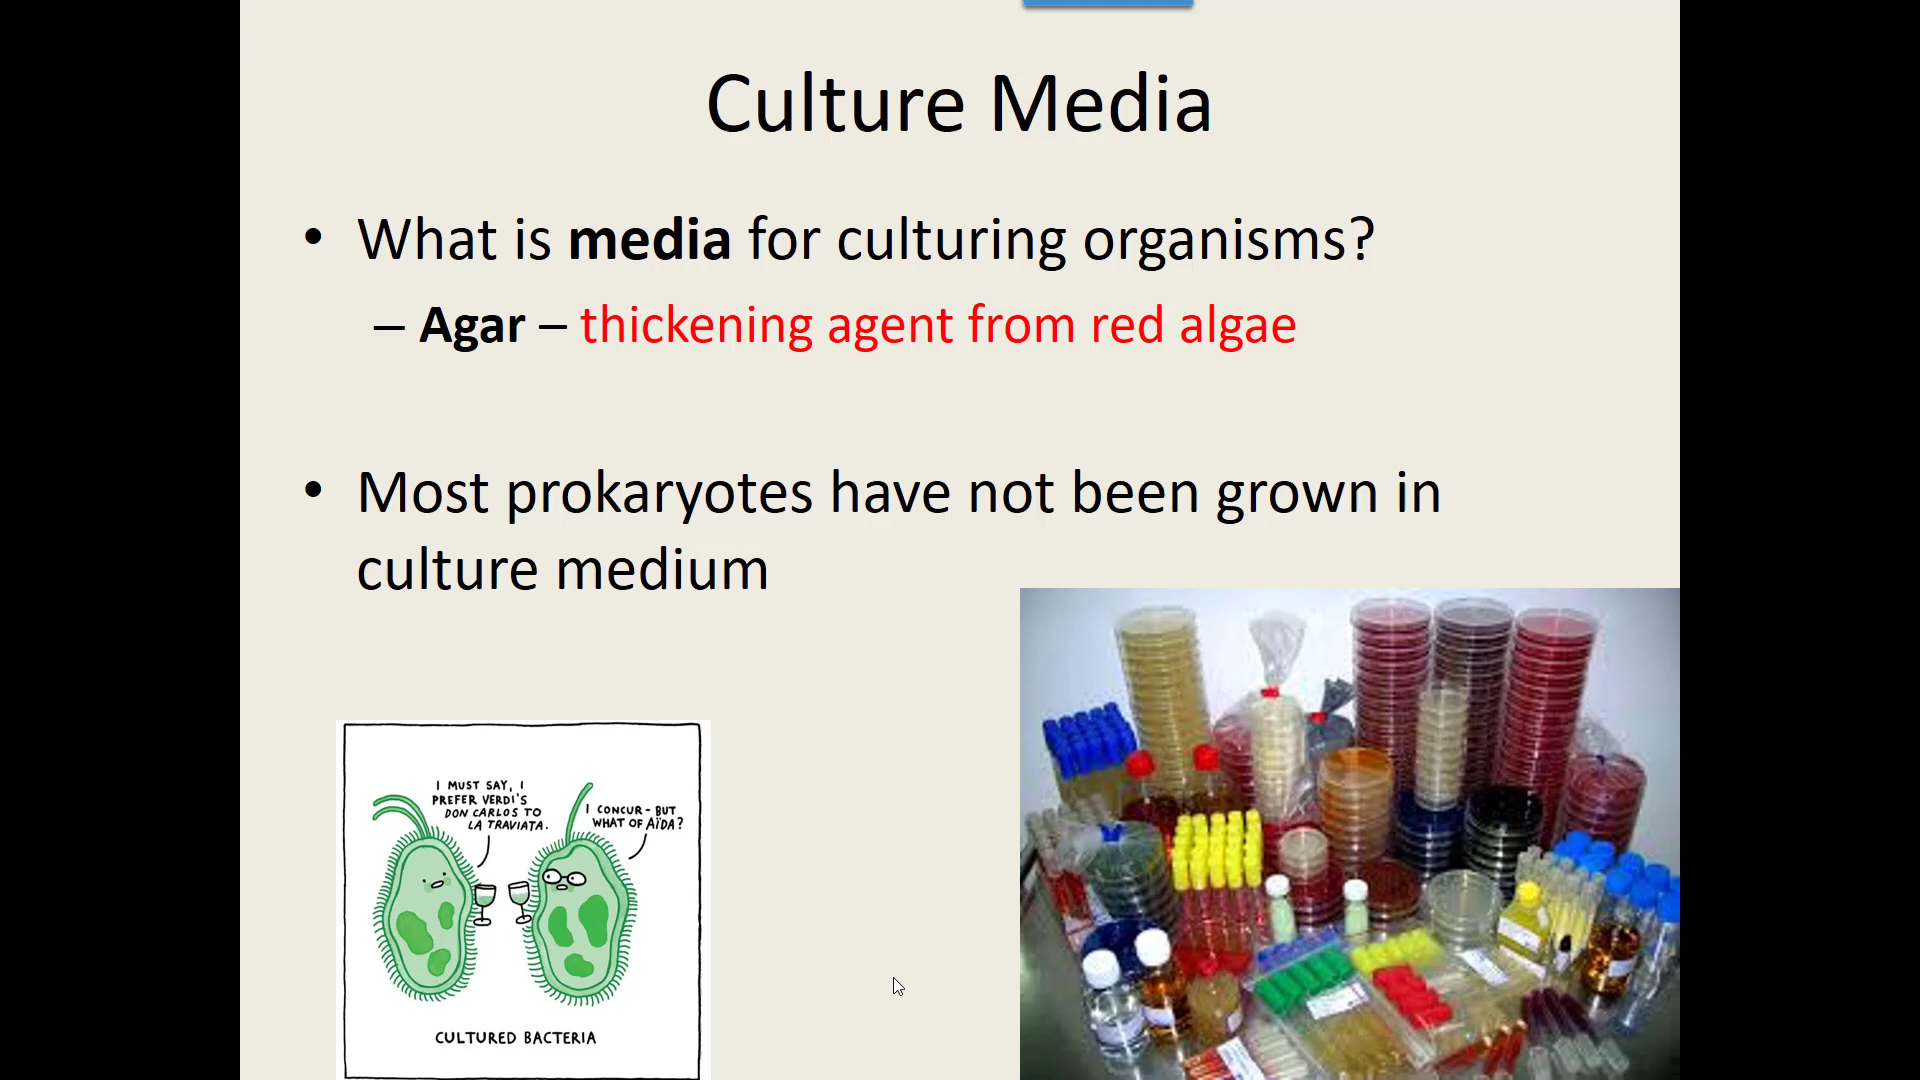 Culture Media
• What is media for culturing organisms?
– Agar – thickening agent from red algae
• Most prokaryotes have not been grown in
culture medium
I MUST SAY, I
PREFER VERDI'S
DON CARLOS TO
LA TRAVIATA.
I CONCUR - BUT
WHAT OF AÏDA?
CULTURED BACTERIA